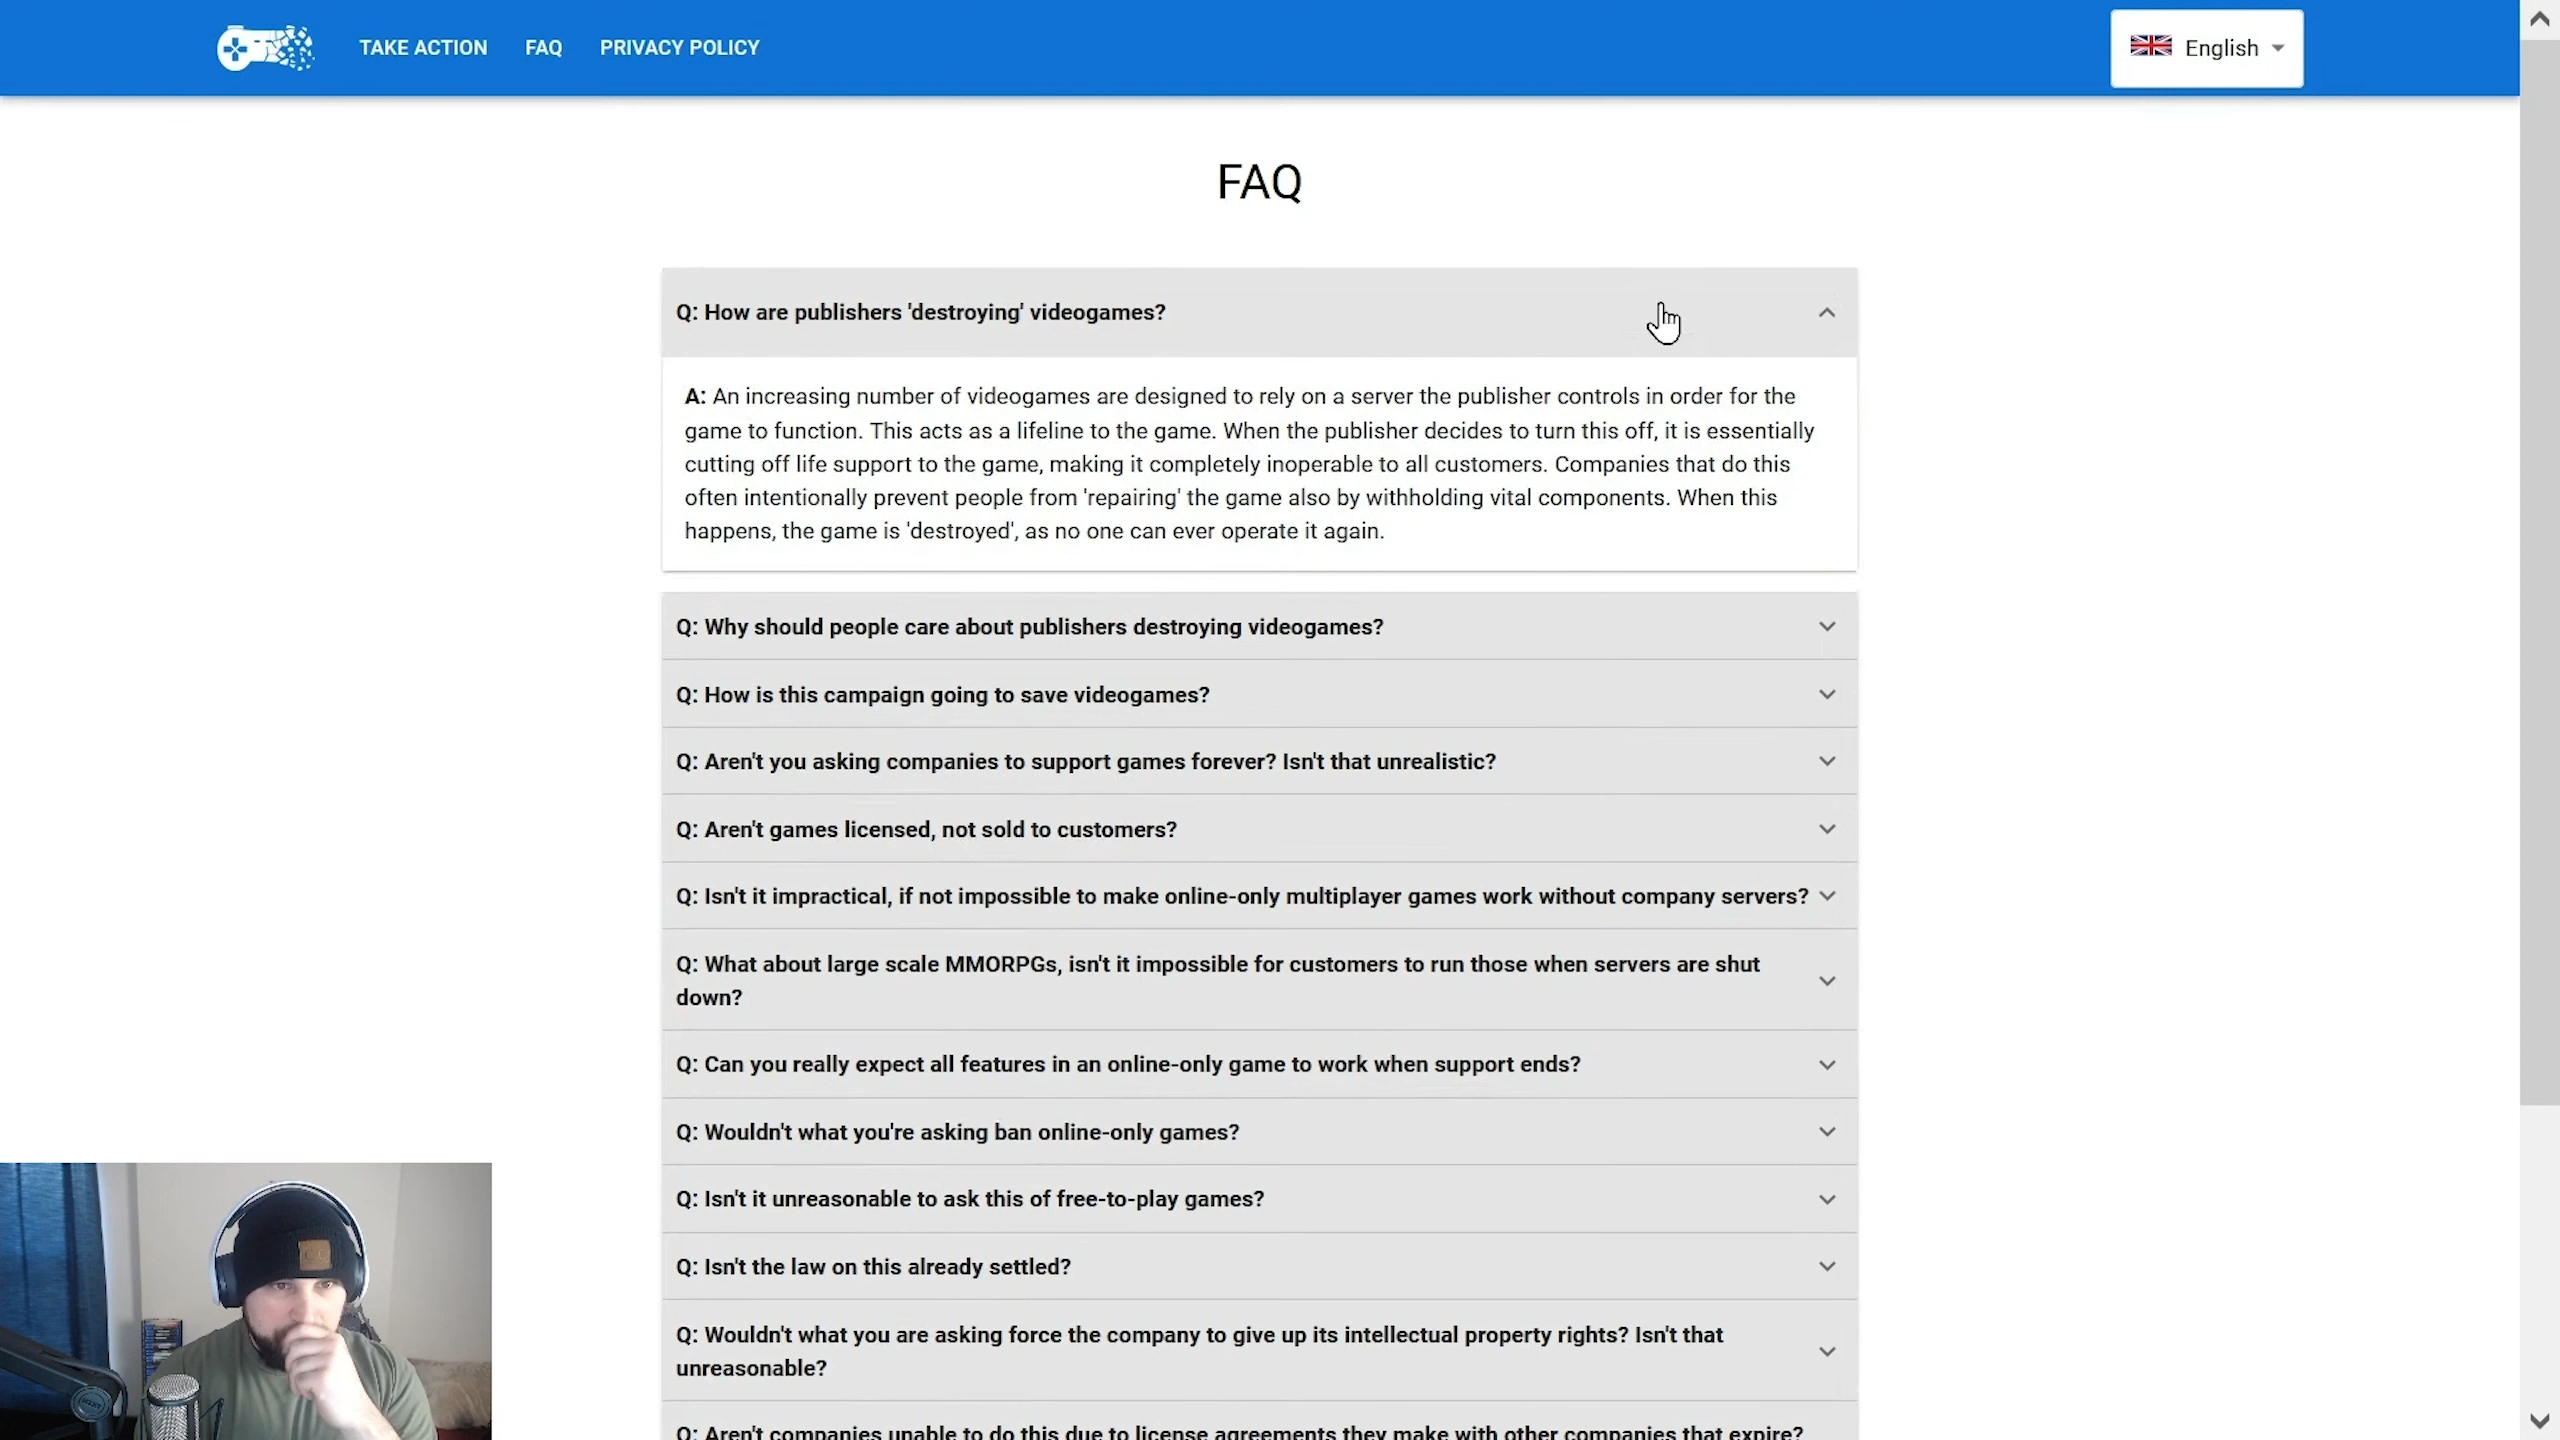 TAKE ACTION
FAQ
PRIVACY POLICY
English
FAQ
Q: How are publishers 'destroying' videogames?
A: An increasing number of videogames are designed to rely on a server the publisher controls in order for the
game to function. This acts as a lifeline to the game. When the publisher decides to turn this off, it is essentially
cutting off life support to the game, making it completely inoperable to all customers. Companies that do this
often intentionally prevent people from 'repairing' the game also by withholding vital components. When this
happens, the game is 'destroyed', as no one can ever operate it again.
Q: Why should people care about publishers destroying videogames?
Q: How is this campaign going to save videogames?
Q: Aren't you asking companies to support games forever? Isn't that unrealistic?
Q: Aren't games licensed, not sold to customers?
Q: Isn't it impractical, if not impossible to make online-only multiplayer games work without company servers?
Q: What about large scale MMORPGs, isn't it impossible for customers to run those when servers are shut
down?
Q: Can you really expect all features in an online-only game to work when support ends?
Q: Wouldn't what you're asking ban online-only games?
Q: Isn't it unreasonable to ask this of free-to-play games?
Q: Isn't the law on this already settled?
Q: Wouldn't what you are asking force the company to give up its intellectual property rights? Isn't that
unreasonable?
Q: Aren't companies unable to do this due to license agreements they make with other companies that expire?